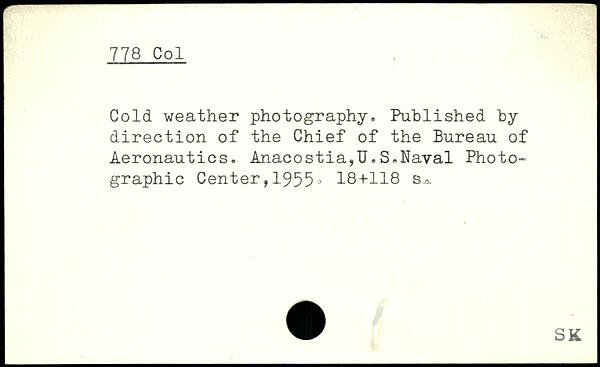 778 Col
Cold weather photography. Published by
direction of the Chief of the Bureau of
Aeronautics. Anacostia,U.S.Naval Photo-
graphic Center,1955. 18+118 s.
SK